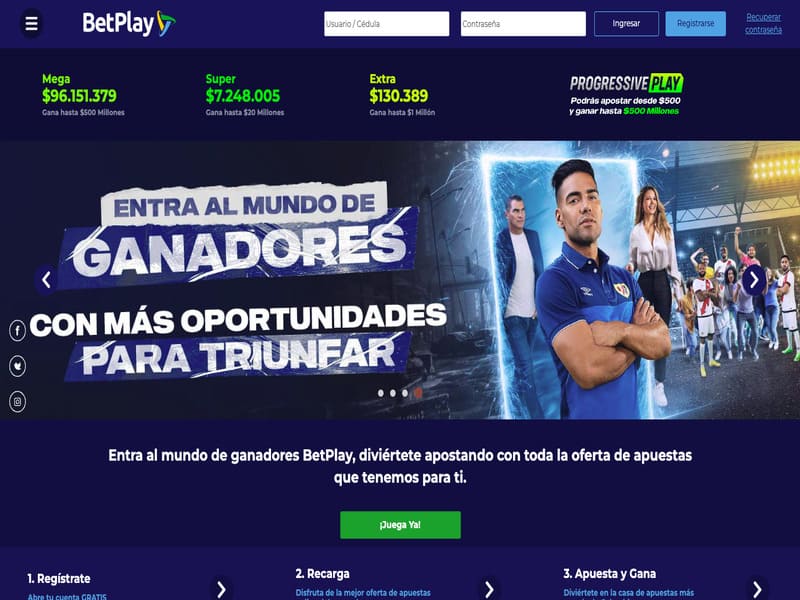 BetPlay
Usuario / Cédula
Contraseña
Ingresar
Registrarse
Recuperar
contraseña
Mega
$96.151.379
Gana hasta $500 Millones
Super
$7.248.005
Gana hasta $20 Millones
Extra
$130.389
Gana hasta $1 Millón
PROGRESSIVE PLAY
Podrás apostar desde $500
y ganar hasta $500 Millones
ENTRA AL MUNDO DE
GANADORES
CON MÁS OPORTUNIDADES
PARA TRIUNFAR
Entra al mundo de ganadores BetPlay, diviértete apostando con toda la oferta de apuestas
que tenemos para ti.
¡Juega Ya!
1. Regístrate
Abre tu cuenta GRATIS
2. Recarga
Disfruta de la mejor oferta de apuestas
3. Apuesta y Gana
Diviértete en la casa de apuestas más